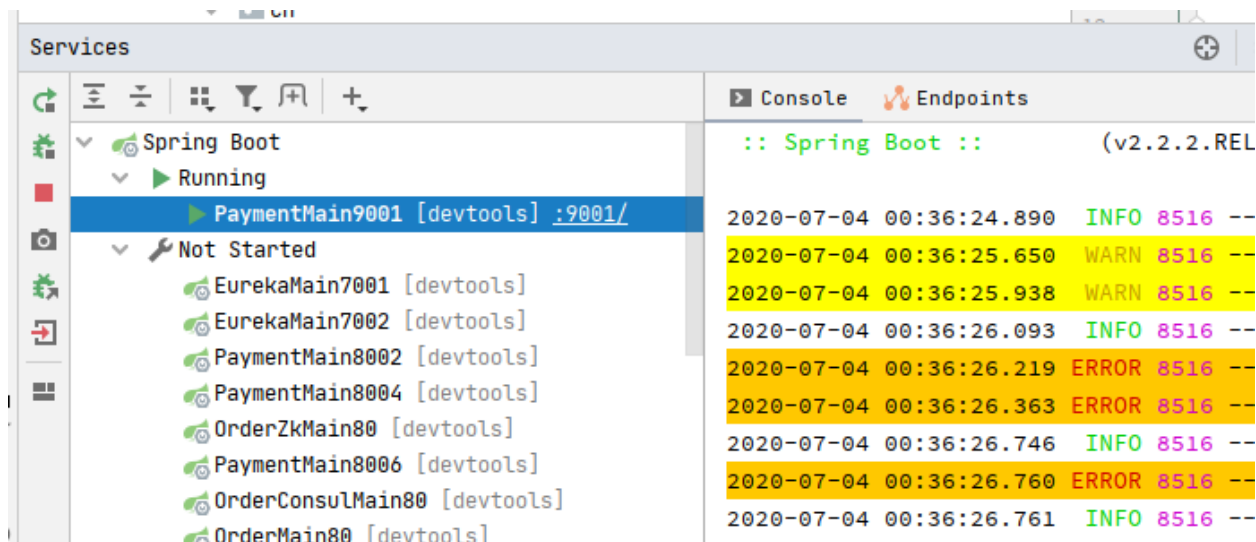 Services
Console
Endpoints
Spring Boot
Running
PaymentMain9001 [devtools] :9001/
Not Started
EurekaMain7001 [devtools]
EurekaMain7002 [devtools]
PaymentMain8002 [devtools]
PaymentMain8004 [devtools]
OrderZkMain80 [devtools]
PaymentMain8006 [devtools]
OrderConsulMain80 [devtools]
OrderMain80 [devtools]
:: Spring Boot :: (v2.2.2.REL
2020-07-04 00:36:24.890 INFO 8516 --
2020-07-04 00:36:25.650 WARN 8516 --
2020-07-04 00:36:25.938 WARN 8516 --
2020-07-04 00:36:26.093 INFO 8516 --
2020-07-04 00:36:26.219 ERROR 8516 --
2020-07-04 00:36:26.363 ERROR 8516 --
2020-07-04 00:36:26.746 INFO 8516 --
2020-07-04 00:36:26.760 ERROR 8516 --
2020-07-04 00:36:26.761 INFO 8516 --